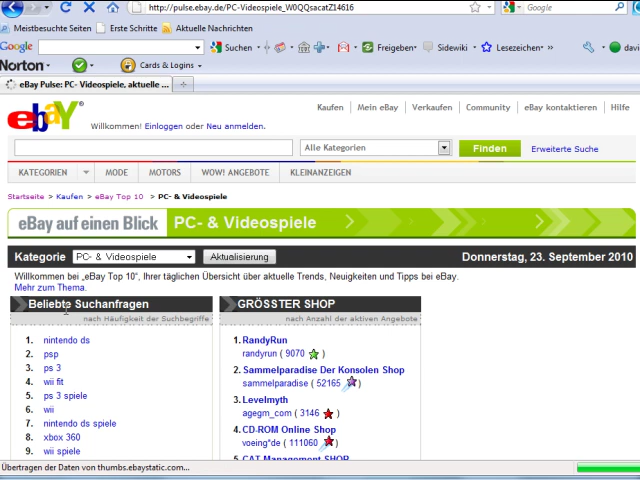 http://pulse.ebay.de/PC-Videospiele_W0QQsacatZ14616
Google
Meistbesuchte Seiten Erste Schritte Aktuelle Nachrichten
Google Suchen Freigeben Sidewiki Lesezeichen davi
Norton Cards & Logins
eBay Pulse: PC- Videospiele, aktuelle ...
ebay Willkommen! Einloggen oder Neu anmelden.
Kaufen Mein eBay Verkaufen Community eBay kontaktieren Hilfe
Alle Kategorien Finden Erweiterte Suche
KATEGORIEN MODE MOTORS WOW! ANGEBOTE KLEINANZEIGEN
Startseite > Kaufen > eBay Top 10 > PC- & Videospiele
eBay auf einen Blick PC- & Videospiele
Kategorie PC- & Videospiele Aktualisierung Donnerstag, 23. September 2010
Willkommen bei „eBay Top 10“, Ihrer täglichen Übersicht über aktuelle Trends, Neuigkeiten und Tipps bei eBay.
Mehr zum Thema.
Beliebte Suchanfragen
nach Häufigkeit der Suchbegriffe
1. nintendo ds
2. psp
3. ps 3
4. wii fit
5. ps 3 spiele
6. wii
7. nintendo ds spiele
8. xbox 360
9. wii spiele
GRÖSSTER SHOP
nach Anzahl der aktiven Angebote
1. RandyRun
randyrun ( 9070 )
2. Sammelparadise Der Konsolen Shop
sammelparadise ( 52165 )
3. Levelmyth
agegm_com ( 3146 )
4. CD-ROM Online Shop
voeing*de ( 111060 )
5. CAT Management SHOP
Übertragen der Daten von thumbs.ebaystatic.com...